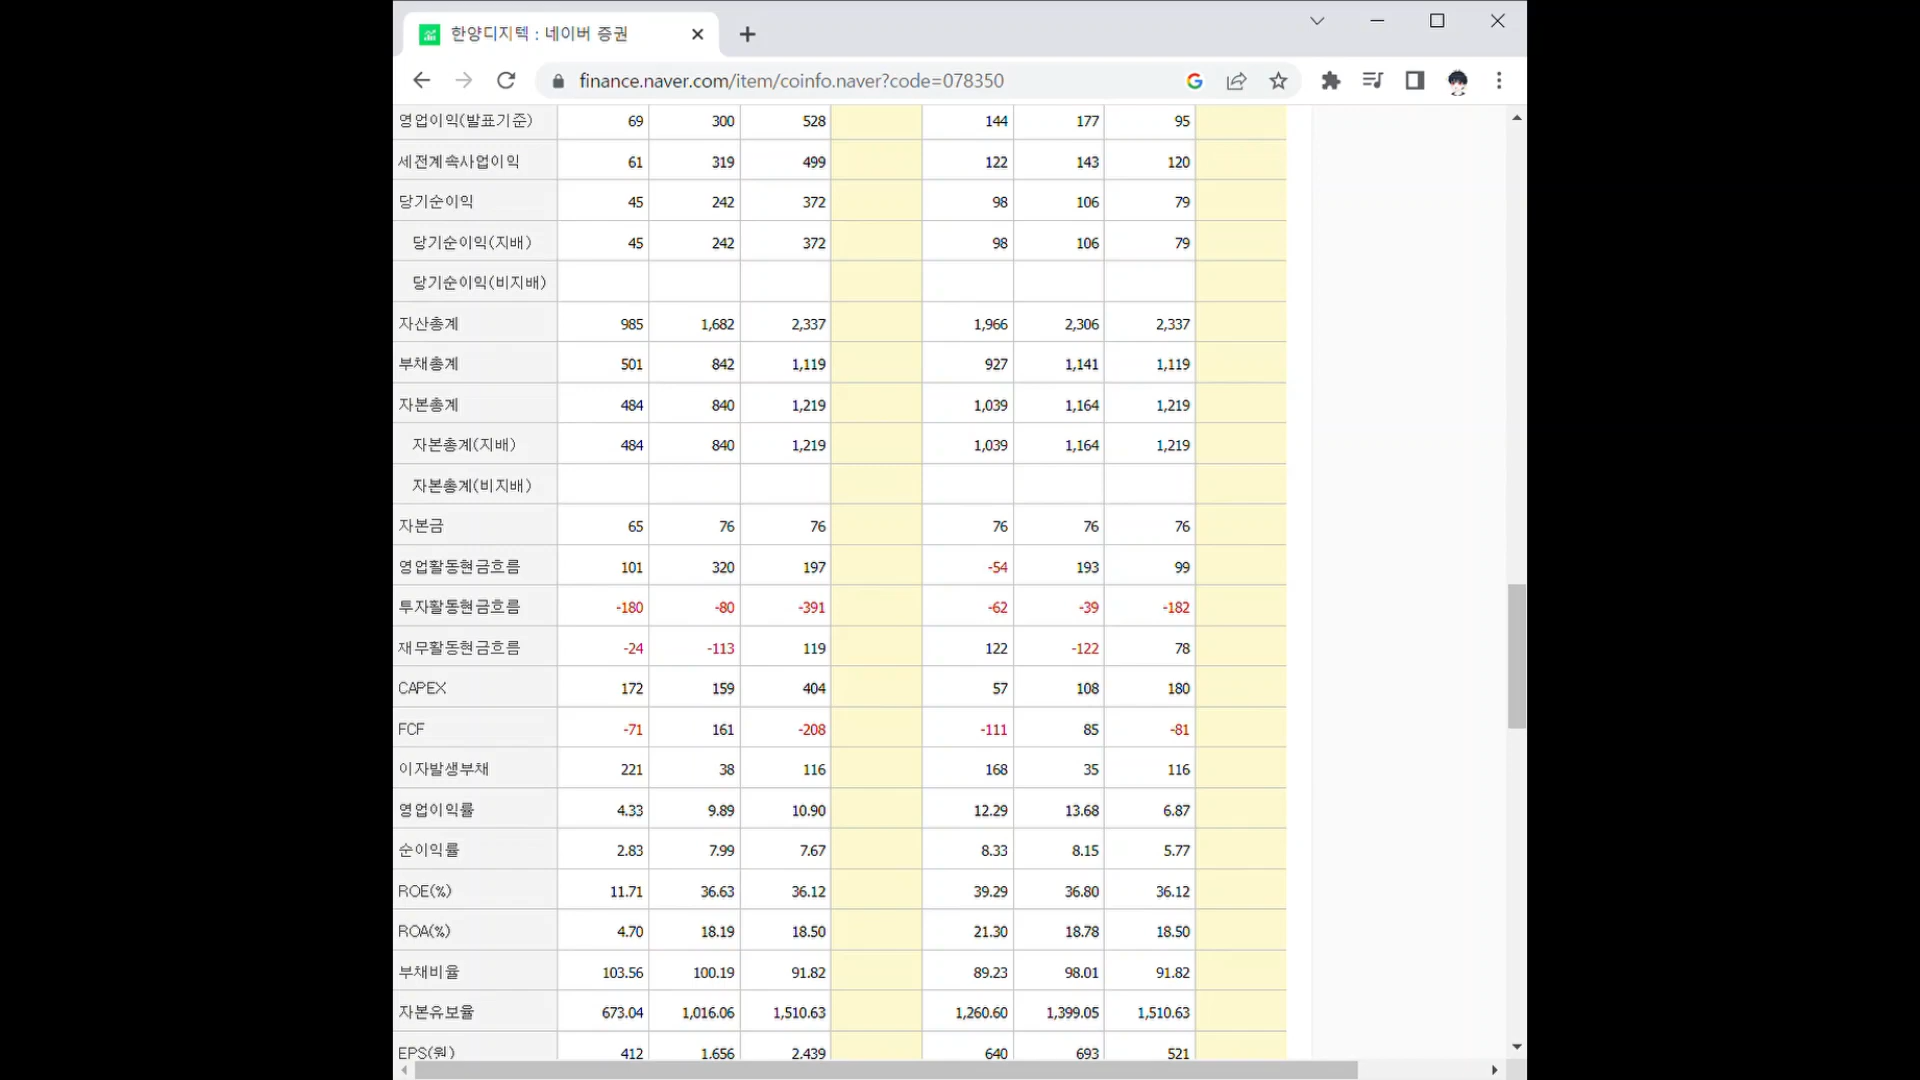 한양디지텍 : 네이버 증권
finance.naver.com/item/coinfo.naver?code=078350
영업이익(발표기준) 69 300 528 144 177 95
세전계속사업이익 61 319 499 122 143 120
당기순이익 45 242 372 98 106 79
당기순이익(지배) 45 242 372 98 106 79
당기순이익(비지배)
자산총계 985 1,682 2,337 1,966 2,306 2,337
부채총계 501 842 1,119 927 1,141 1,119
자본총계 484 840 1,219 1,039 1,164 1,219
자본총계(지배) 484 840 1,219 1,039 1,164 1,219
자본총계(비지배)
자본금 65 76 76 76 76 76
영업활동현금흐름 101 320 197 -54 193 99
투자활동현금흐름 -180 -80 -391 -62 -39 -182
재무활동현금흐름 -24 -113 119 122 -122 78
CAPEX 172 159 404 57 108 180
FCF -71 161 -208 -111 85 -81
이자발생부채 221 38 116 168 35 116
영업이익률 4.33 9.89 10.90 12.29 13.68 6.87
순이익률 2.83 7.99 7.67 8.33 8.15 5.77
ROE(%) 11.71 36.63 36.12 39.29 36.80 36.12
ROA(%) 4.70 18.19 18.50 21.30 18.78 18.50
부채비율 103.56 100.19 91.82 89.23 98.01 91.82
자본유보율 673.04 1,016.06 1,510.63 1,260.60 1,399.05 1,510.63
EPS(원) 412 1,656 2,439 640 693 521